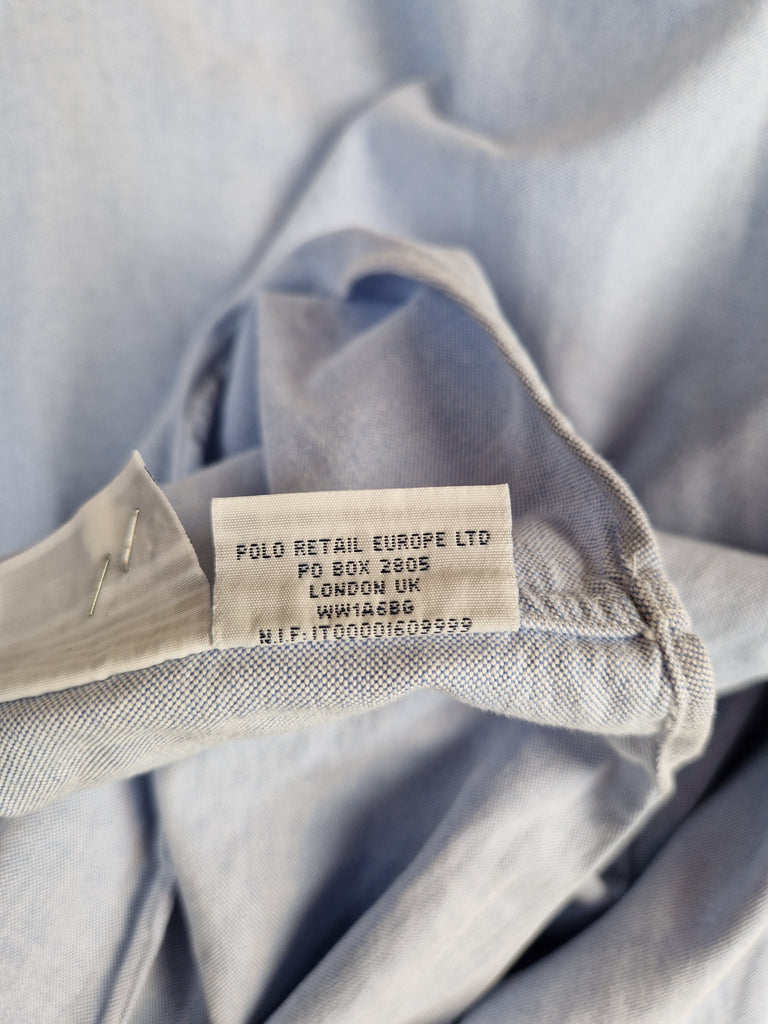 POLO RETAIL EUROPE LTD
PO BOX 2805
LONDON UK
WW1A6BG
N.I.F:IT00001609999